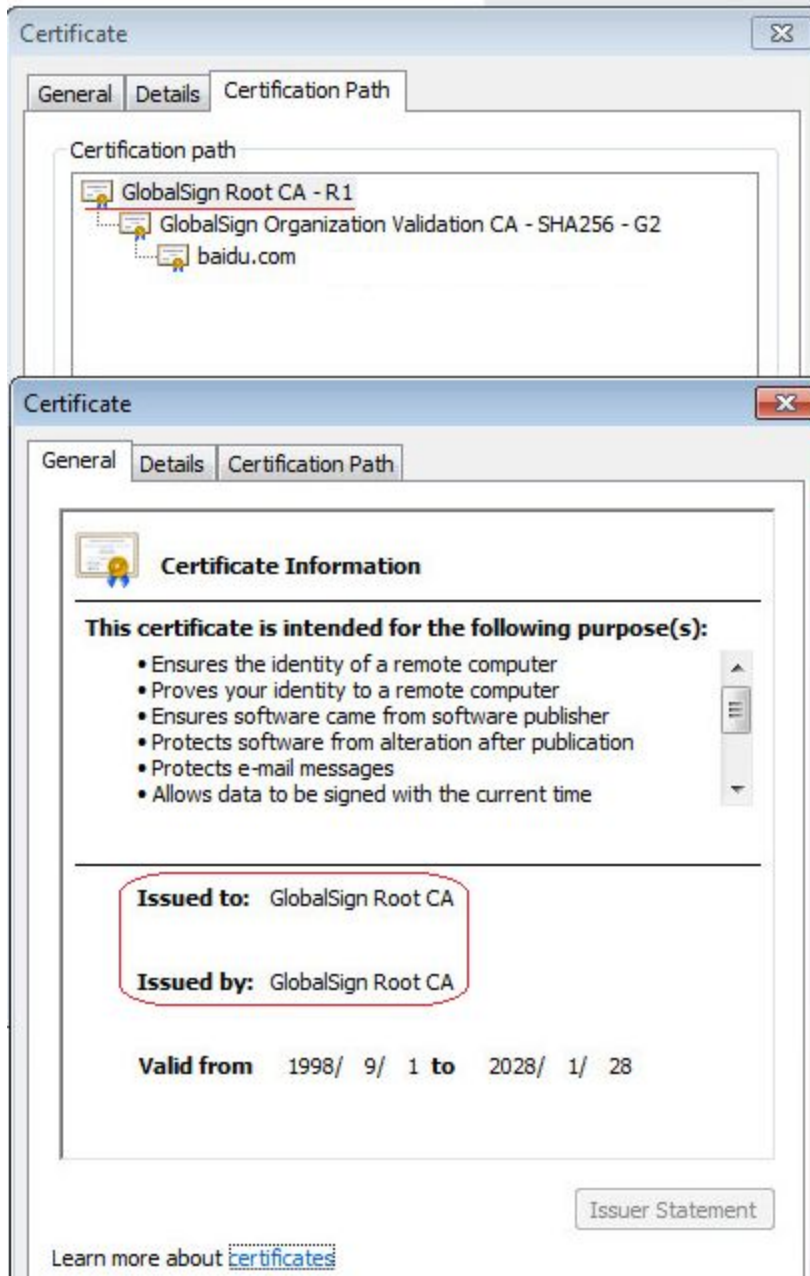 Certificate
General Details Certification Path
Certification path
GlobalSign Root CA - R1
GlobalSign Organization Validation CA - SHA256 - G2
baidu.com
Certificate
General Details Certification Path
Certificate Information
This certificate is intended for the following purpose(s):
• Ensures the identity of a remote computer
• Proves your identity to a remote computer
• Ensures software came from software publisher
• Protects software from alteration after publication
• Protects e-mail messages
• Allows data to be signed with the current time
Issued to: GlobalSign Root CA
Issued by: GlobalSign Root CA
Valid from 1998/ 9/ 1 to 2028/ 1/ 28
Issuer Statement
Learn more about certificates